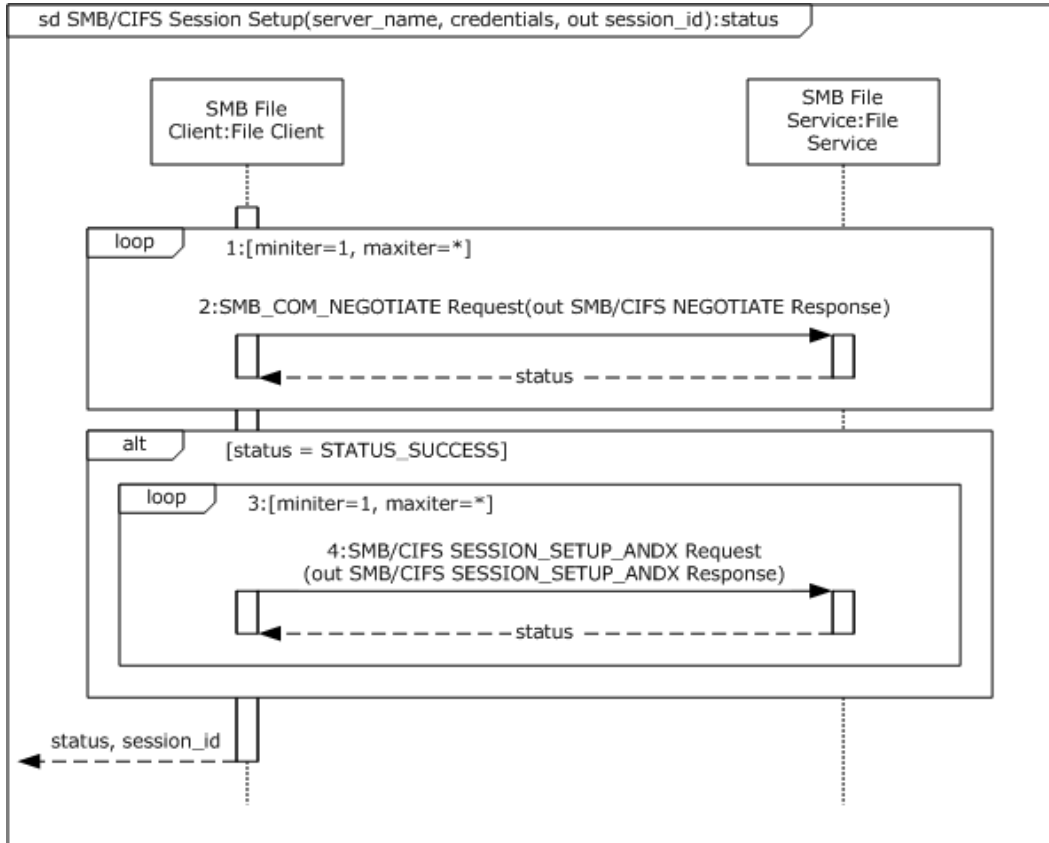 sd SMB/CIFS Session Setup(server_name, credentials, out session_id):status
SMB File
Client:File Client
SMB File
Service:File
Service
loop
1:[miniter=1, maxiter=*]
2:SMB_COM_NEGOTIATE Request(out SMB/CIFS NEGOTIATE Response)
status
alt
[status = STATUS_SUCCESS]
loop
3:[miniter=1, maxiter=*]
4:SMB/CIFS SESSION_SETUP_ANDX Request
(out SMB/CIFS SESSION_SETUP_ANDX Response)
status
status, session_id